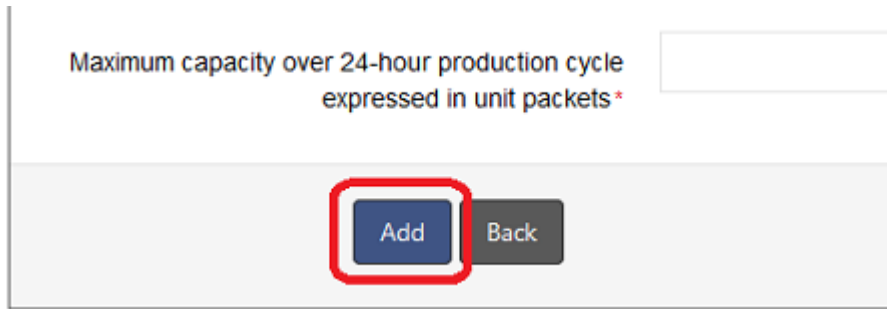 Maximum capacity over 24-hour production cycle
expressed in unit packets*
Add Back